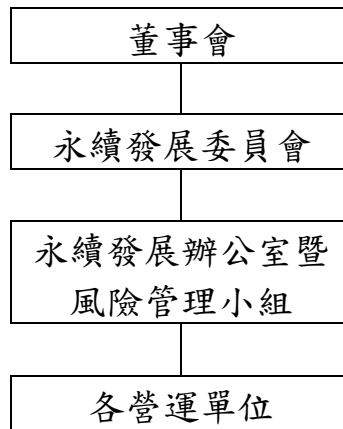 董事會
永續發展委員會
永續發展辦公室暨
風險管理小組
各營運單位